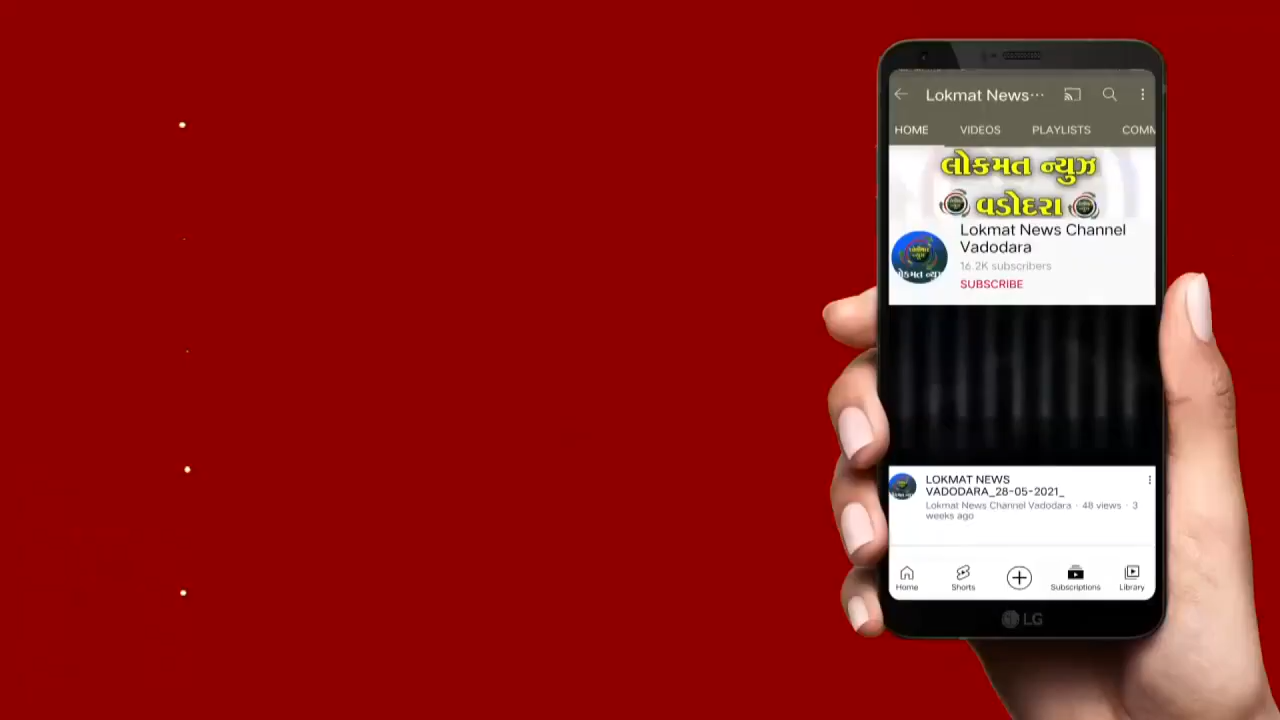 Lokmat News...
HOME VIDEOS PLAYLISTS COMM
લોકમત ન્યુઝ
વડોદરા
Lokmat News Channel
Vadodara
16.2K subscribers
SUBSCRIBE
LOKMAT NEWS
VADODARA_28-05-2021_
Lokmat News Channel Vadodara · 48 views · 3
weeks ago
Home Shorts Subscriptions Library
LG